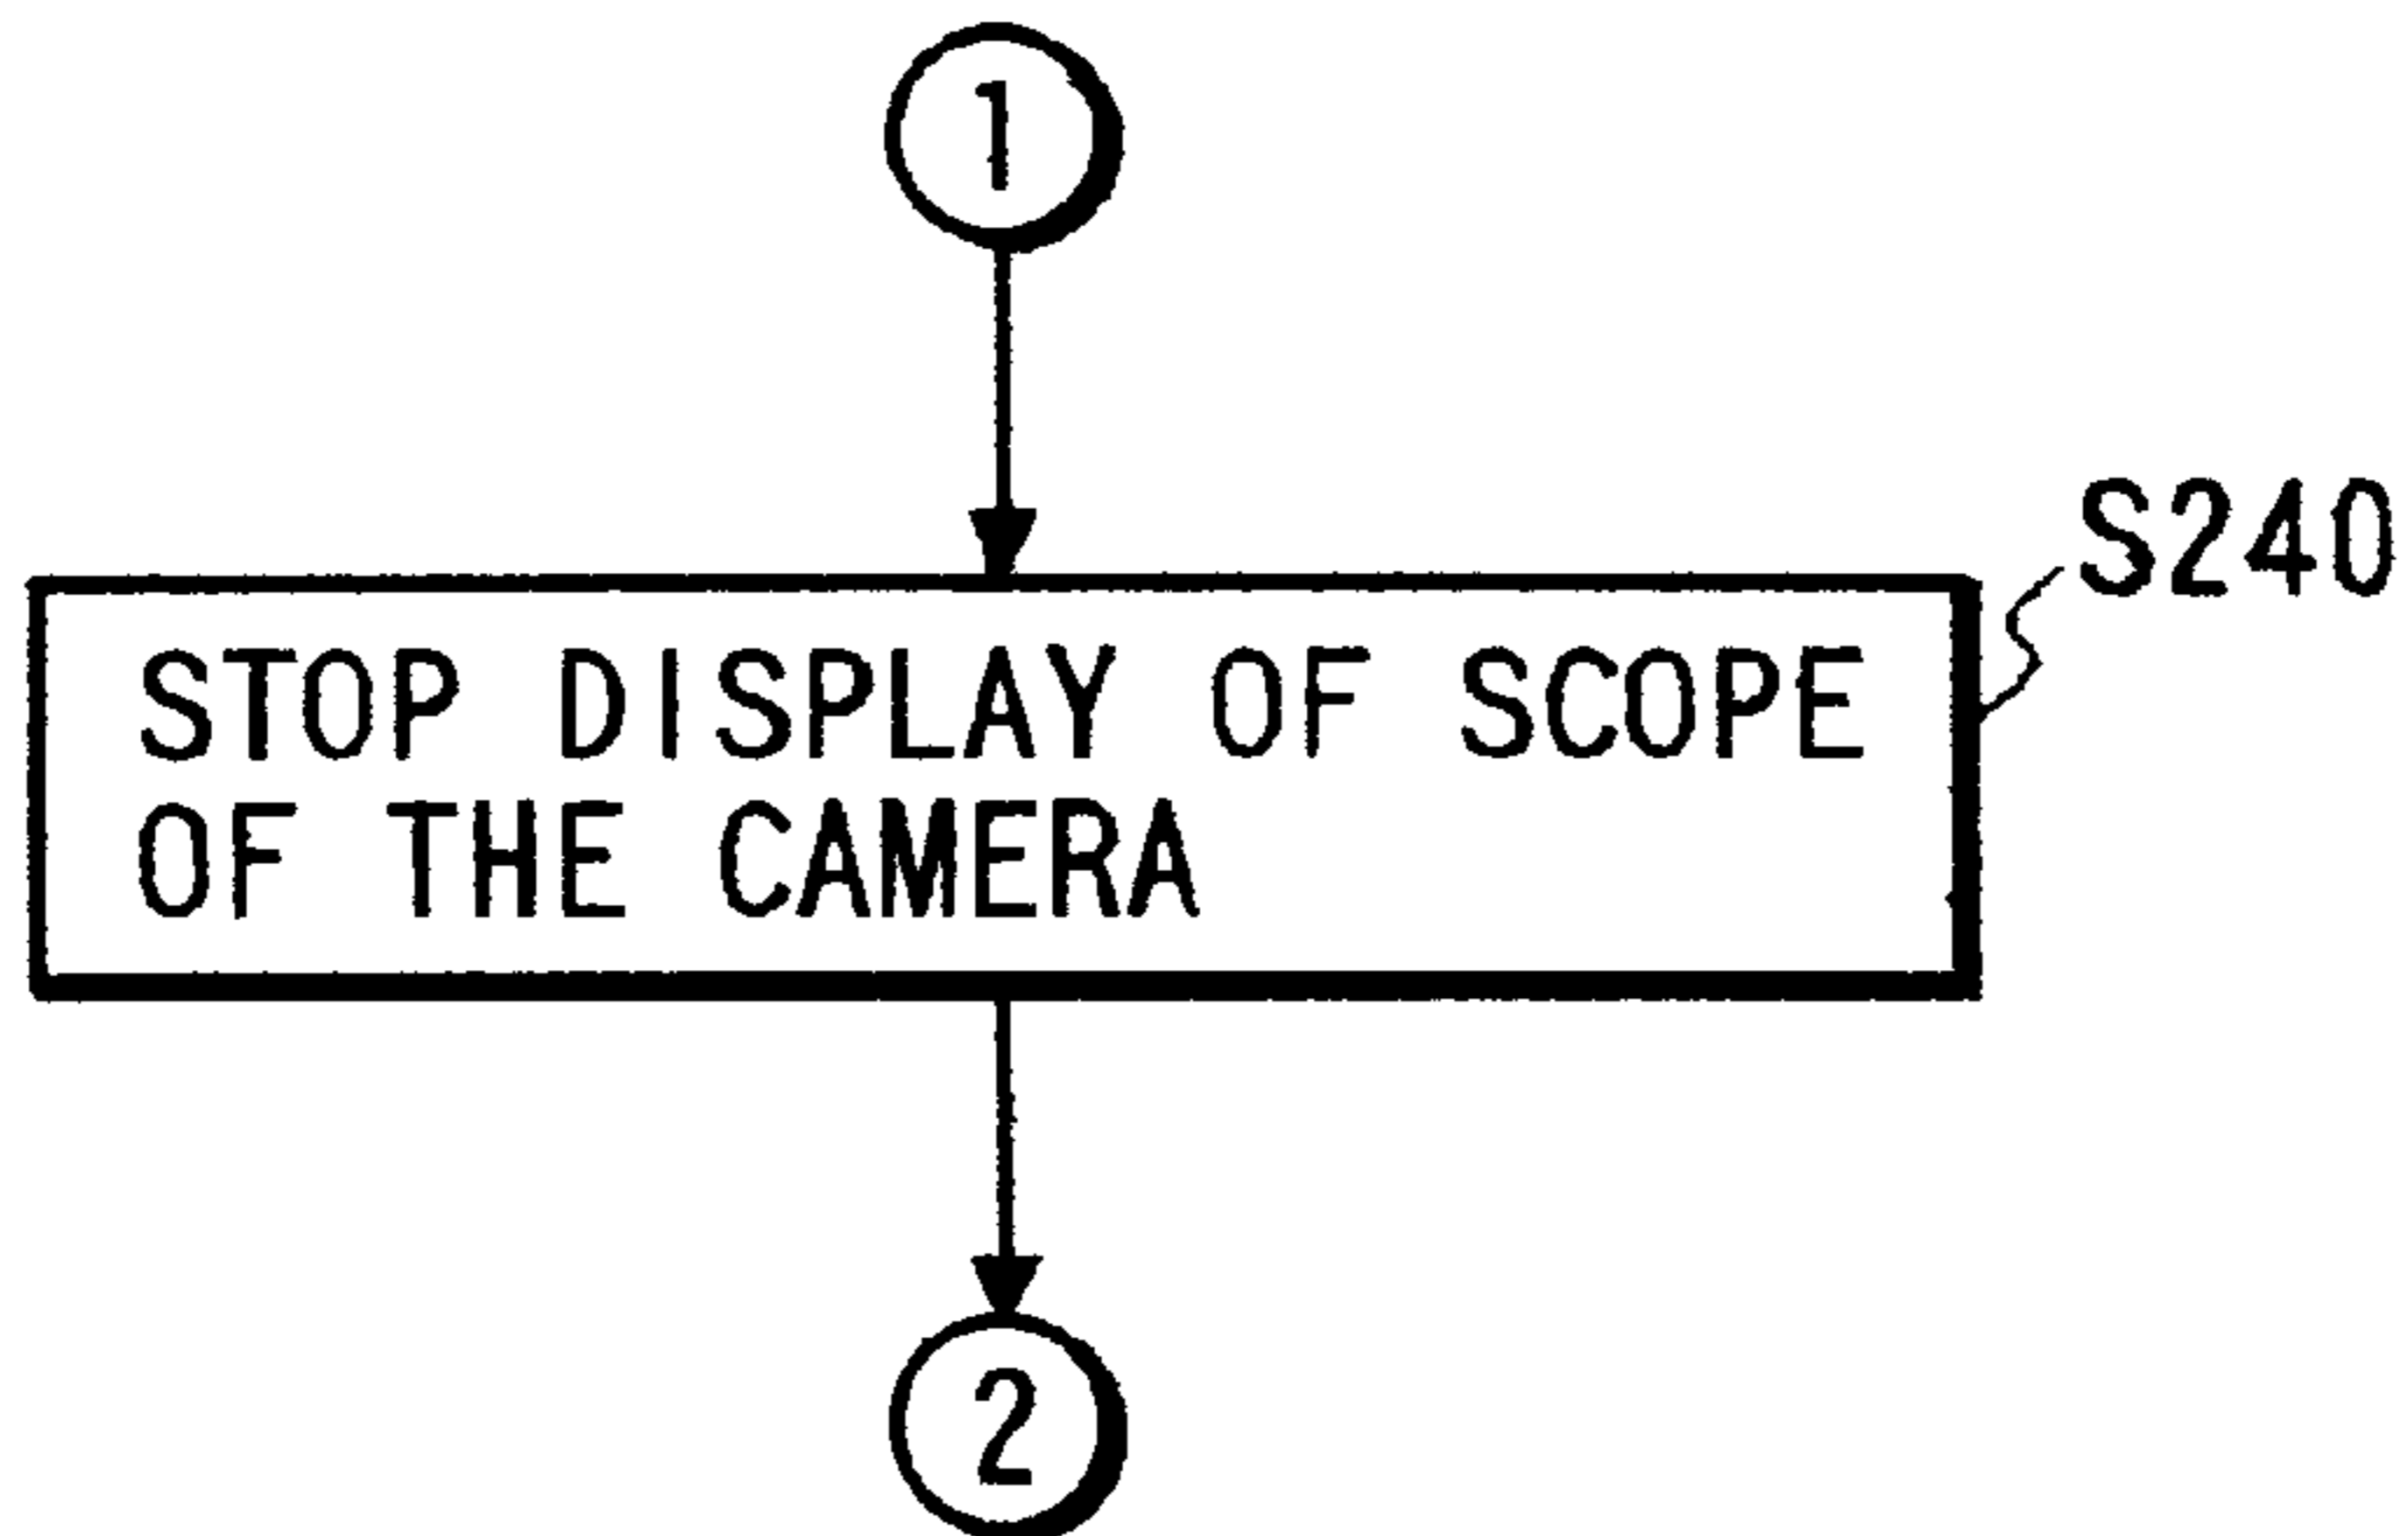 1
S240
STOP DISPLAY OF SCOPE
OF THE CAMERA
2